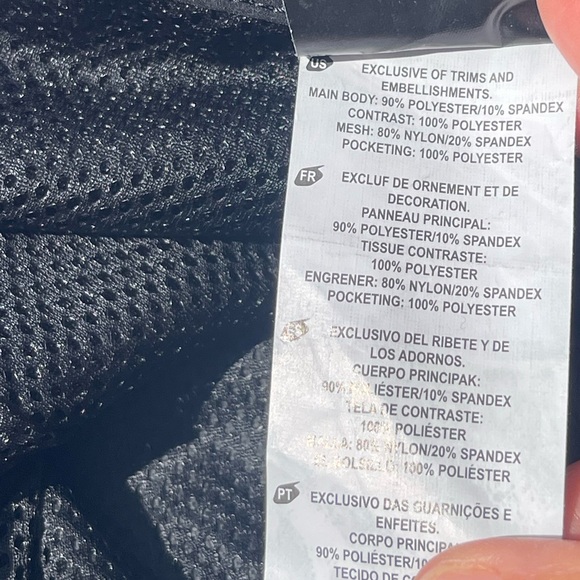 US
EXCLUSIVE OF TRIMS AND
EMBELLISHMENTS.
MAIN BODY: 90% POLYESTER/10% SPANDEX
CONTRAST: 100% POLYESTER
MESH: 80% NYLON/20% SPANDEX
POCKETING: 100% POLYESTER
FR
EXCLUF DE ORNEMENT ET DE
DECORATION.
PANNEAU PRINCIPAL:
90% POLYESTER/10% SPANDEX
TISSUE CONTRASTE:
100% POLYESTER
ENGRENER: 80% NYLON/20% SPANDEX
POCKETING: 100% POLYESTER
EXCLUSIVO DEL RIBETE Y DE
LOS ADORNOS.
CUERPO PRINCIPAK:
90% POLIÉSTER/10% SPANDEX
TELA DE CONTRASTE:
100% POLIÉSTER
80% NYLON/20% SPANDEX
100% POLIÉSTER
PT
EXCLUSIVO DAS GUARNIÇÕES E
ENFEITES.
CORPO
90%
TECIDO DE